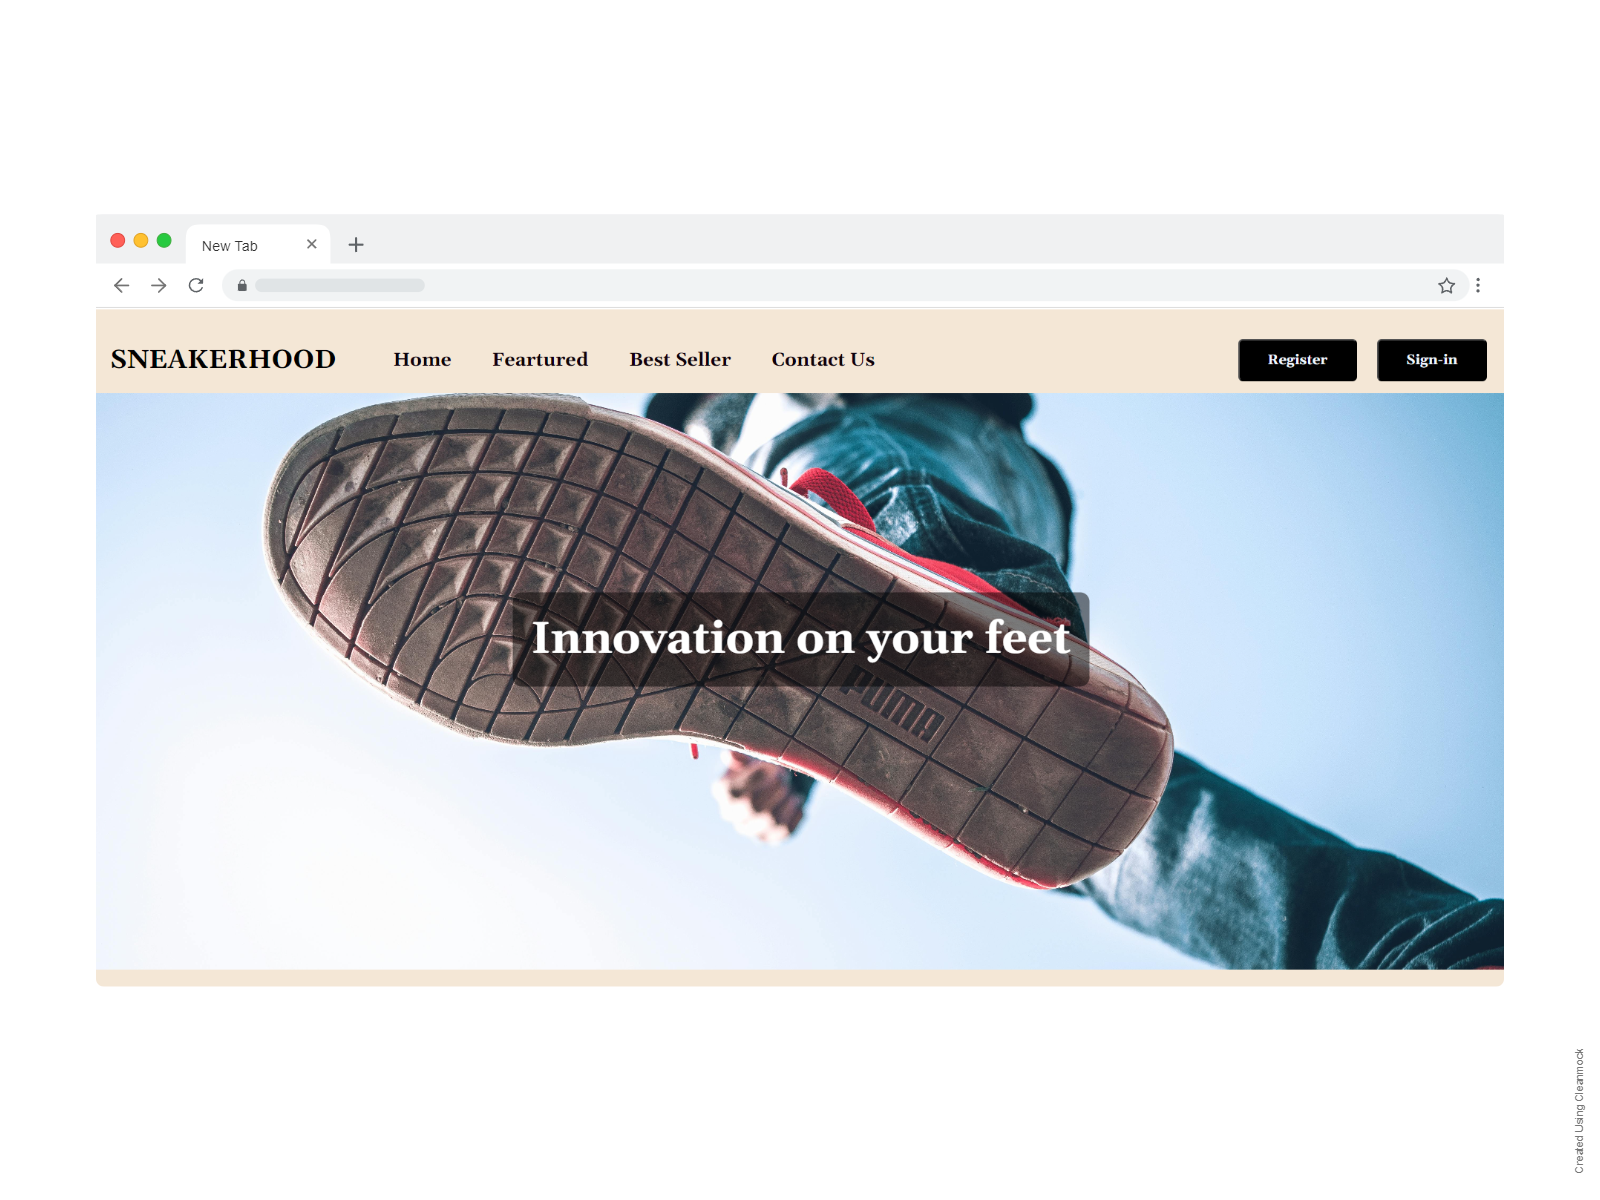 New Tab
SNEAKERHOOD
Home
Feartured
Best Seller
Contact Us
Register
Sign-in
Innovation on your feet
PUMA
Created Using Cleanmock